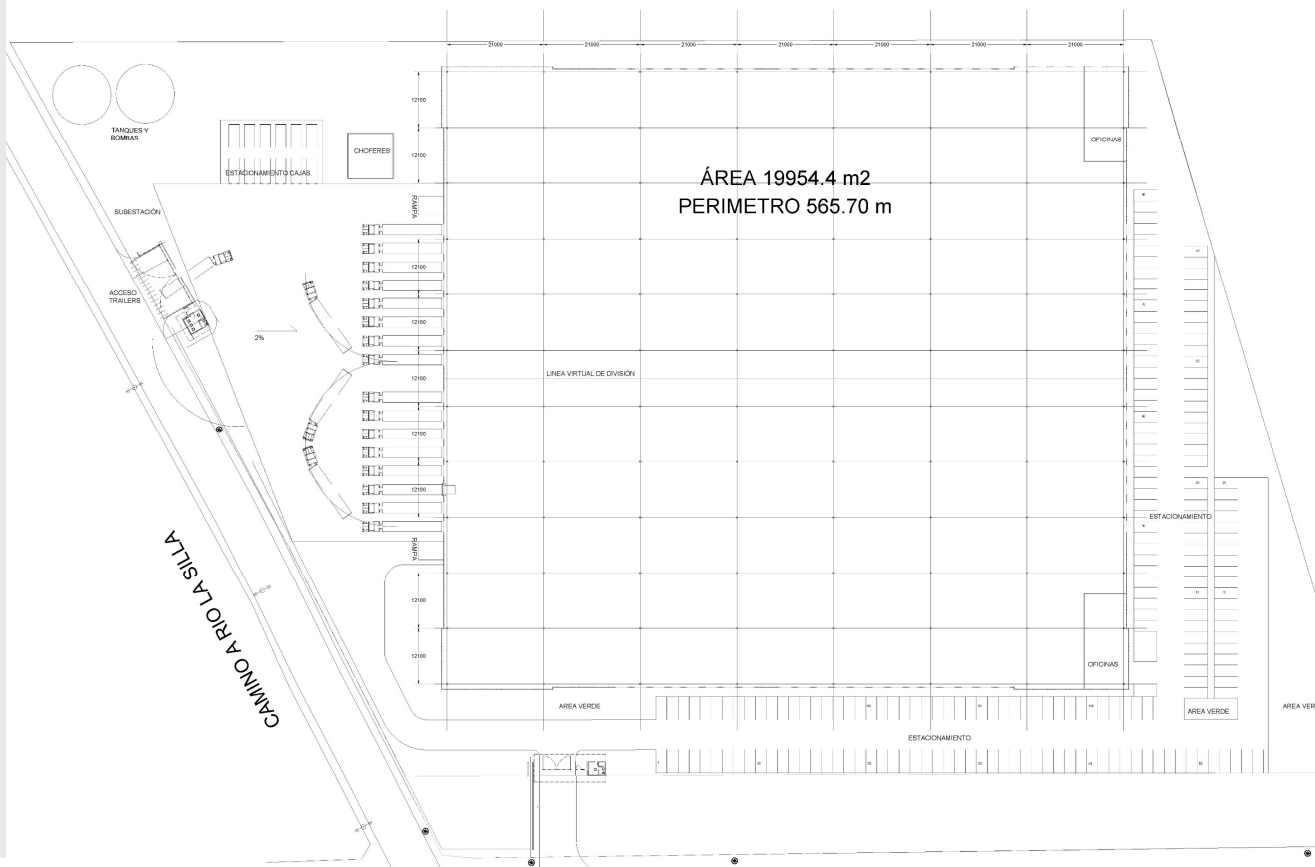 21000
21000
21000
21000
21000
21000
21000
12100
TANQUES Y
BOMBAS
OFICINAS
CHOFERES
12100
ESTACIONAMIENTO CAJAS
ÁREA 19954.4 m2
PERIMETRO 565.70 m
RAMPA
SUBESTACIÓN
12100
ACCESO
TRAILERS
12100
2%
LINEA VIRTUAL DE DIVISIÓN
12100
12100
12100
ESTACIONAMIENTO
RAMPA
CAMINO A RIO LA SILLA
12100
12100
OFICINAS
AREA VERDE
AREA VERDE
AREA VER
ESTACIONAMIENTO